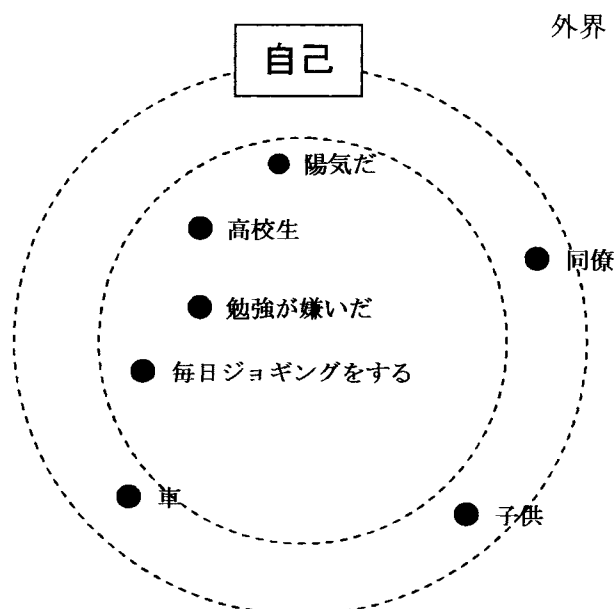 外界
自己
陽気だ
高校生
同僚
勉強が嫌いだ
毎日ジョギングをする
車
子供